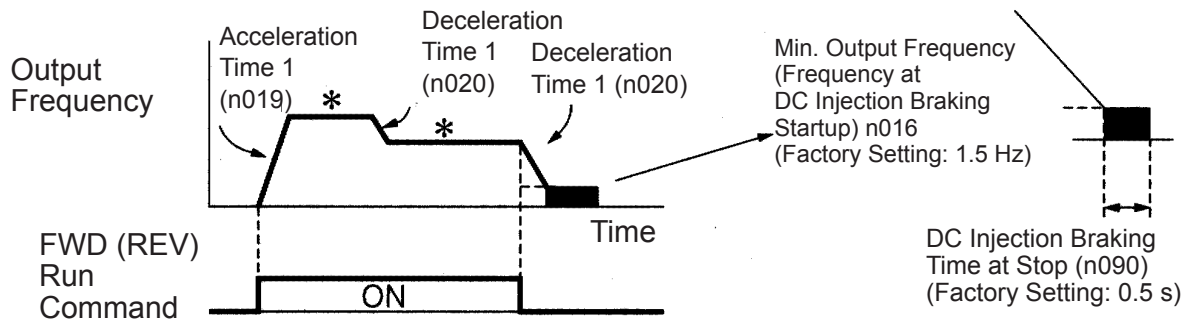 Output
Frequency
Acceleration
Time 1
(n019)
*
Deceleration
Time 1
(n020)
*
Deceleration
Time 1 (n020)
Min. Output Frequency
(Frequency at
DC Injection Braking
Startup) n016
(Factory Setting: 1.5 Hz)
Time
FWD (REV)
Run
Command
ON
DC Injection Braking
Time at Stop (n090)
(Factory Setting: 0.5 s)